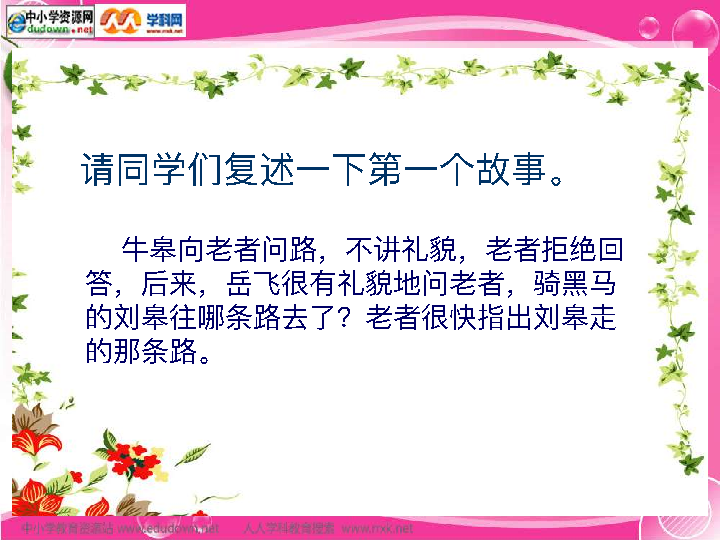 中小学资源网
edudown.net
学科网
www.nxk.net
请同学们复述一下第一个故事。
牛皋向老者问路，不讲礼貌，老者拒绝回
答，后来，岳飞很有礼貌地问老者，骑黑马
的刘皋往哪条路去了？老者很快指出刘皋走
的那条路。
中小学教育资源站 www.edudown.net 人人学科教育搜索 www.nxk.net